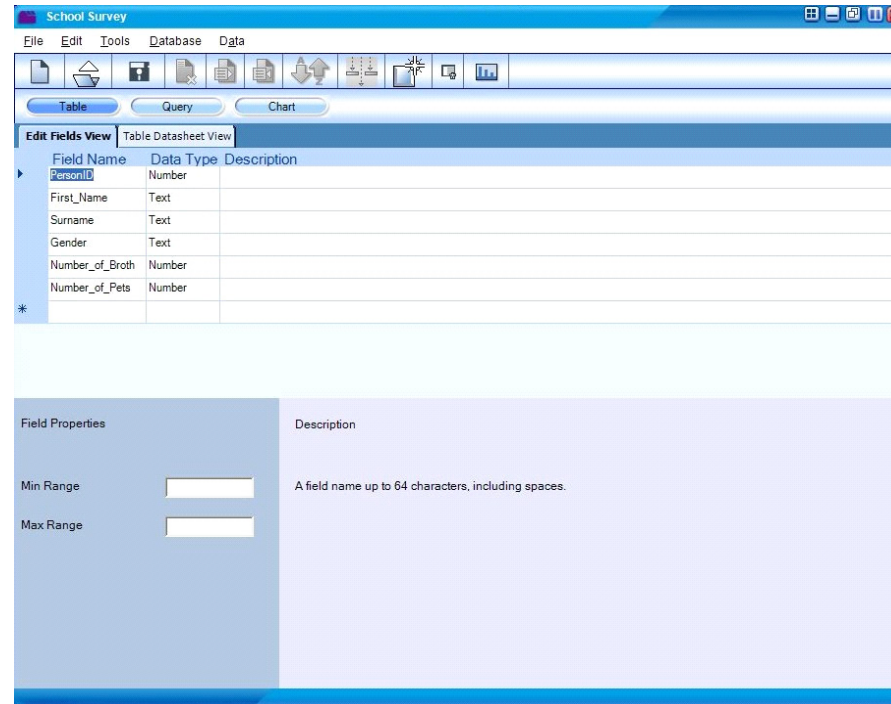 School Survey
File Edit Tools Database Data
Table Query Chart
Edit Fields View Table Datasheet View
Field Name Data Type Description
PersonID Number
First_Name Text
Surname Text
Gender Text
Number_of_Broth Number
Number_of_Pets Number
Field Properties Description
Min Range A field name up to 64 characters, including spaces.
Max Range